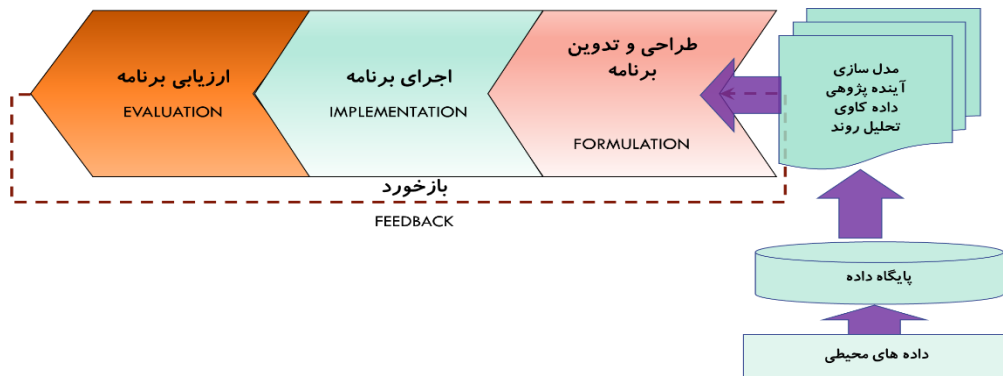 طراحی و تدوین
برنامه
FORMULATION
اجرای برنامه
IMPLEMENTATION
ارزیابی برنامه
EVALUATION
بازخورد
FEEDBACK
مدل سازی
آینده پژوهی
داده کاوی
تحلیل روند
پایگاه داده
داده های محیطی